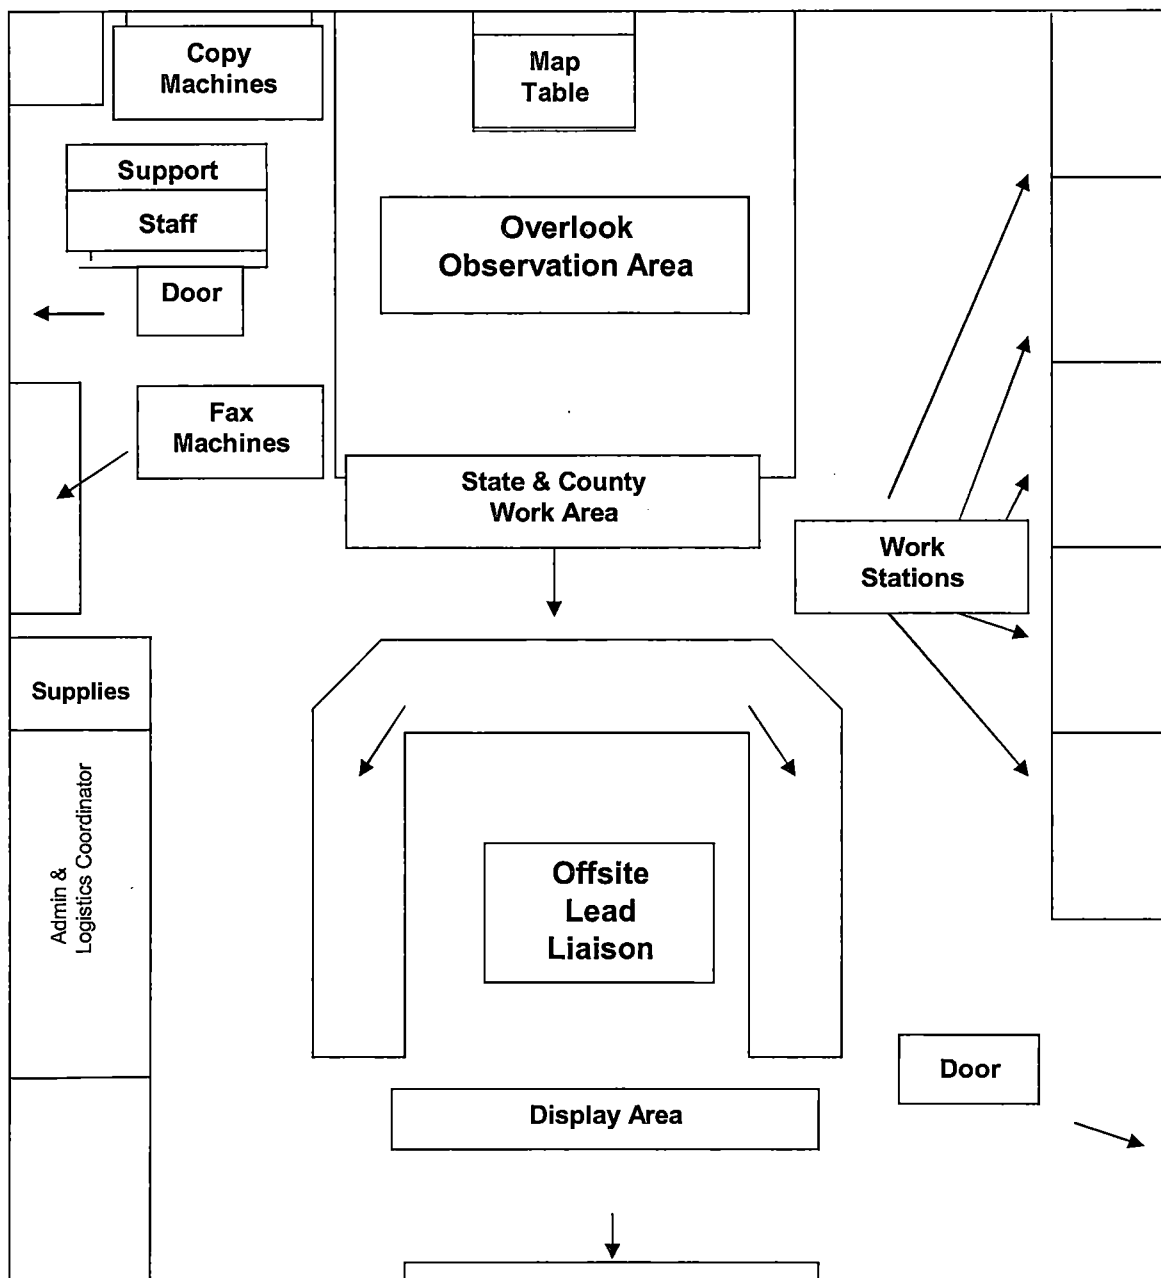 Copy
Machines
Map
Table
Support
Staff
Overlook
Observation Area
Door
Fax
Machines
State & County
Work Area
Work
Stations
Supplies
Admin &
Logistics Coordinator
Offsite
Lead
Liaison
Door
Display Area